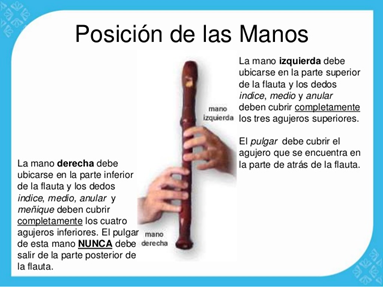 Posición de las Manos
La mano izquierda debe
ubicarse en la parte superior
de la flauta y los dedos
indice, medio y anular
deben cubrir completamente
los tres agujeros superiores.
El pulgar debe cubrir el
agujero que se encuentra en
la parte de atrás de la flauta.
mano
izquierda
La mano derecha debe
ubicarse en la parte inferior
de la flauta y los dedos
indice, medio, anular y
meñique deben cubrir
completamente los cuatro
agujeros inferiores. El pulgar
de esta mano NUNCA debe
salir de la parte posterior de
la flauta.
mano
derecha